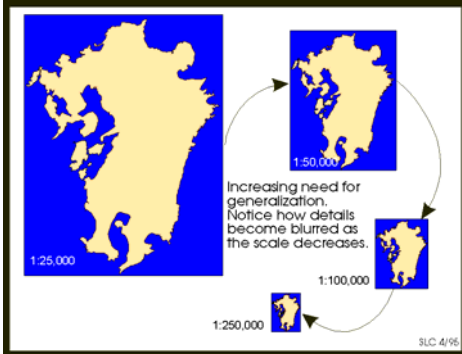 1:25,000
1:50,000
Increasing need for
generalization.
Notice how details
become blurred as
the scale decreases.
1:100,000
1:250,000
SLC 4/95